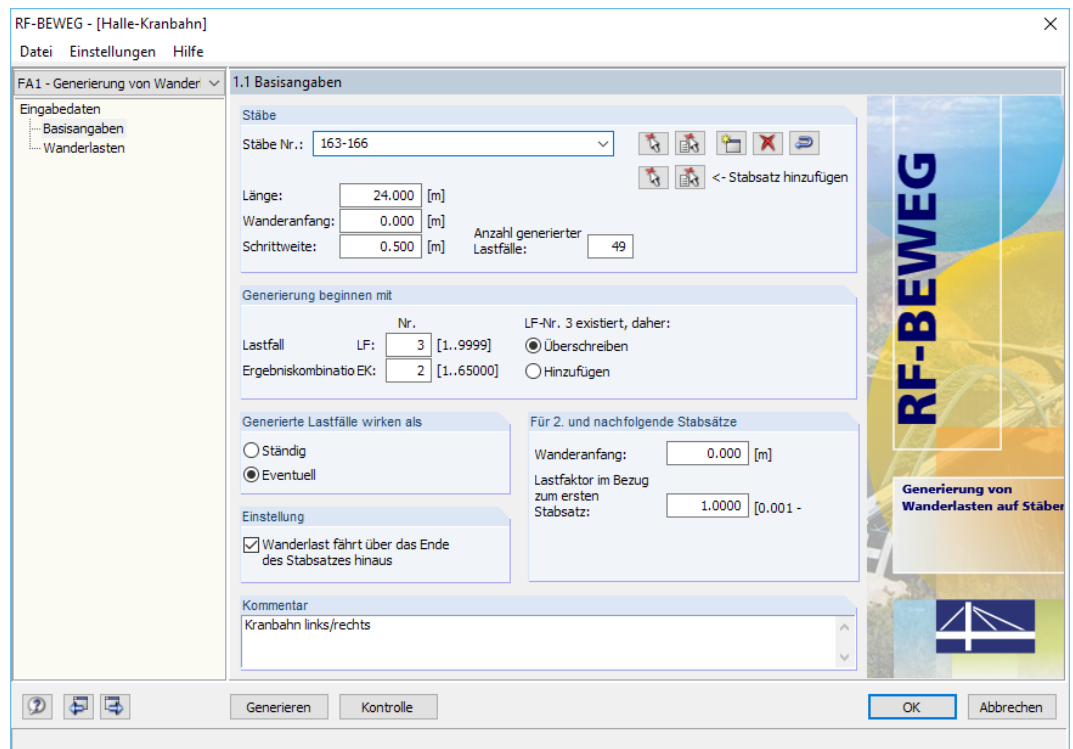 RF-BEWEG - [Halle-Kranbahn]
Datei Einstellungen Hilfe
FA1 - Generierung von Wander
1.1 Basisangaben
Eingabedaten
Basisangaben
Wanderlasten
Stäbe
Stäbe Nr.: 163-166
<- Stabsatz hinzufügen
Länge: 24.000 [m]
Wanderanfang: 0.000 [m]
Schrittweite: 0.500 [m]
Anzahl generierter
Lastfälle: 49
Generierung beginnen mit
Nr.
LF-Nr. 3 existiert, daher:
Lastfall LF: 3 [1..9999]
Überschreiben
Ergebniskombinatio EK: 2 [1..65000]
Hinzufügen
Generierte Lastfälle wirken als
Ständig
Eventuell
Für 2. und nachfolgende Stabsätze
Wanderanfang: 0.000 [m]
Lastfaktor im Bezug
zum ersten
Stabsatz: 1.0000 [0.001 -
Einstellung
Wanderlast fährt über das Ende
des Stabsatzes hinaus
Kommentar
Kranbahn links/rechts
RF-BEWEG
Generierung von
Wanderlasten auf Stäben
Generieren
Kontrolle
OK
Abbrechen